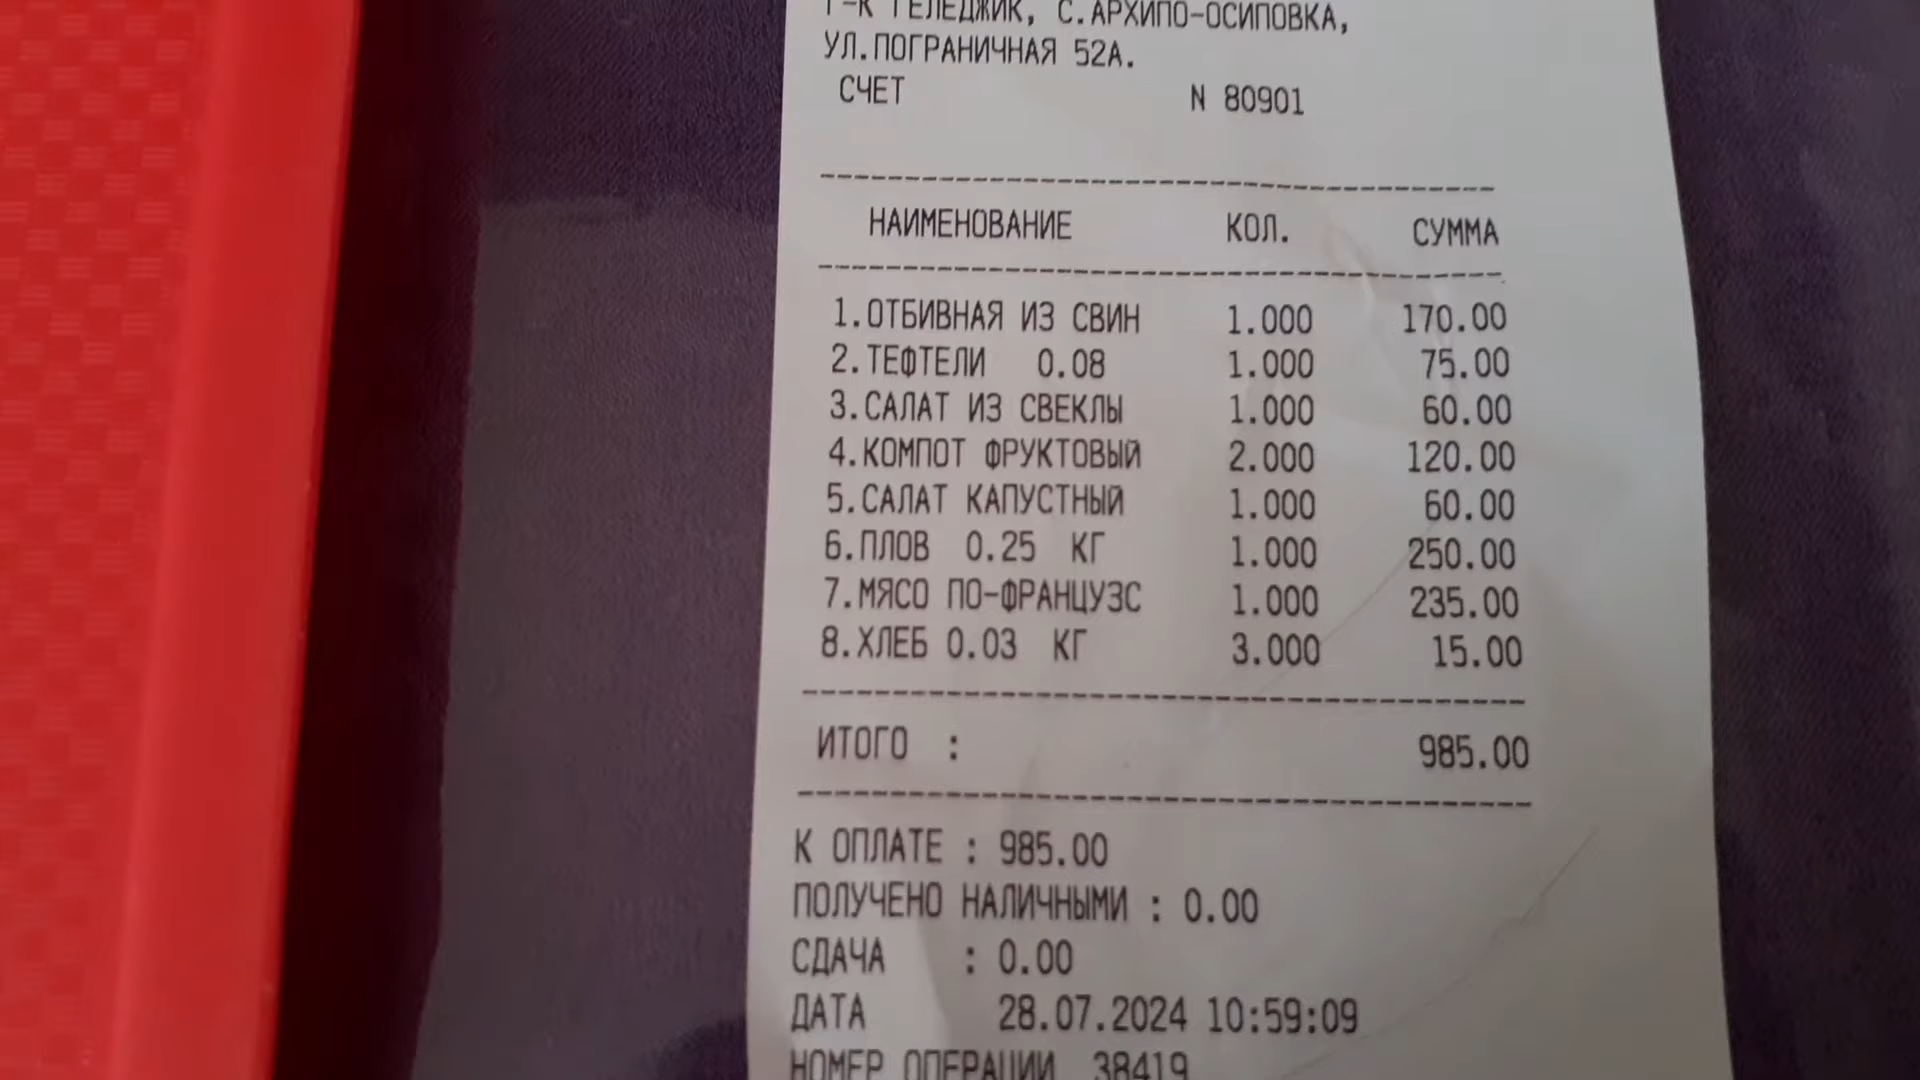 Г-К ГЕЛЕДЖИК, С.АРХИПО-ОСИПОВКА,
УЛ.ПОГРАНИЧНАЯ 52А.
СЧЕТ N 80901
НАИМЕНОВАНИЕ КОЛ. СУММА
1.ОТБИВНАЯ ИЗ СВИН 1.000 170.00
2.ТЕФТЕЛИ 0.08 1.000 75.00
3.САЛАТ ИЗ СВЕКЛЫ 1.000 60.00
4.КОМПОТ ФРУКТОВЫЙ 2.000 120.00
5.САЛАТ КАПУСТНЫЙ 1.000 60.00
6.ПЛОВ 0.25 КГ 1.000 250.00
7.МЯСО ПО-ФРАНЦУЗС 1.000 235.00
8.ХЛЕБ 0.03 КГ 3.000 15.00
ИТОГО : 985.00
К ОПЛАТЕ : 985.00
ПОЛУЧЕНО НАЛИЧНЫМИ : 0.00
СДАЧА : 0.00
ДАТА 28.07.2024 10:59:09
НОМЕР ОПЕРАЦИИ 38419